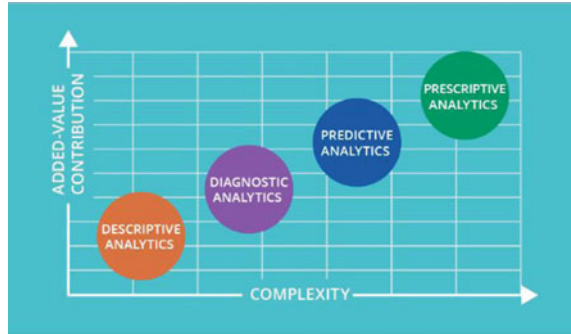 ADDED-VALUE
CONTRIBUTION
PRESCRIPTIVE
ANALYTICS
PREDICTIVE
ANALYTICS
DIAGNOSTIC
ANALYTICS
DESCRIPTIVE
ANALYTICS
COMPLEXITY